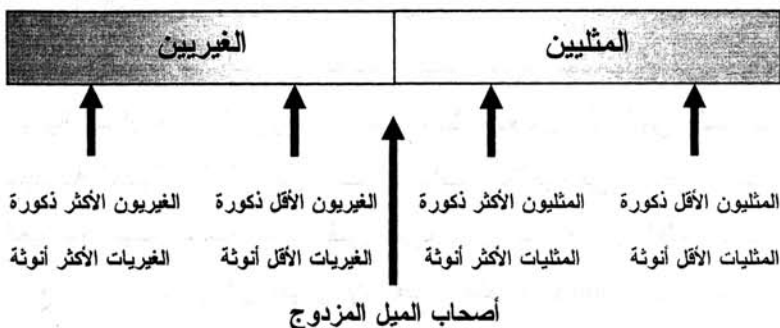 المثليين
الغيريين
المثليون الأقل ذكورة
المثليون الأكثر ذكورة
الغيريون الأقل ذكورة
الغيريون الأكثر ذكورة
المثليات الأقل أنوثة
المثليات الأكثر أنوثة
الغيريات الأقل أنوثة
الغيريات الأكثر أنوثة
أصحاب الميل المزدوج